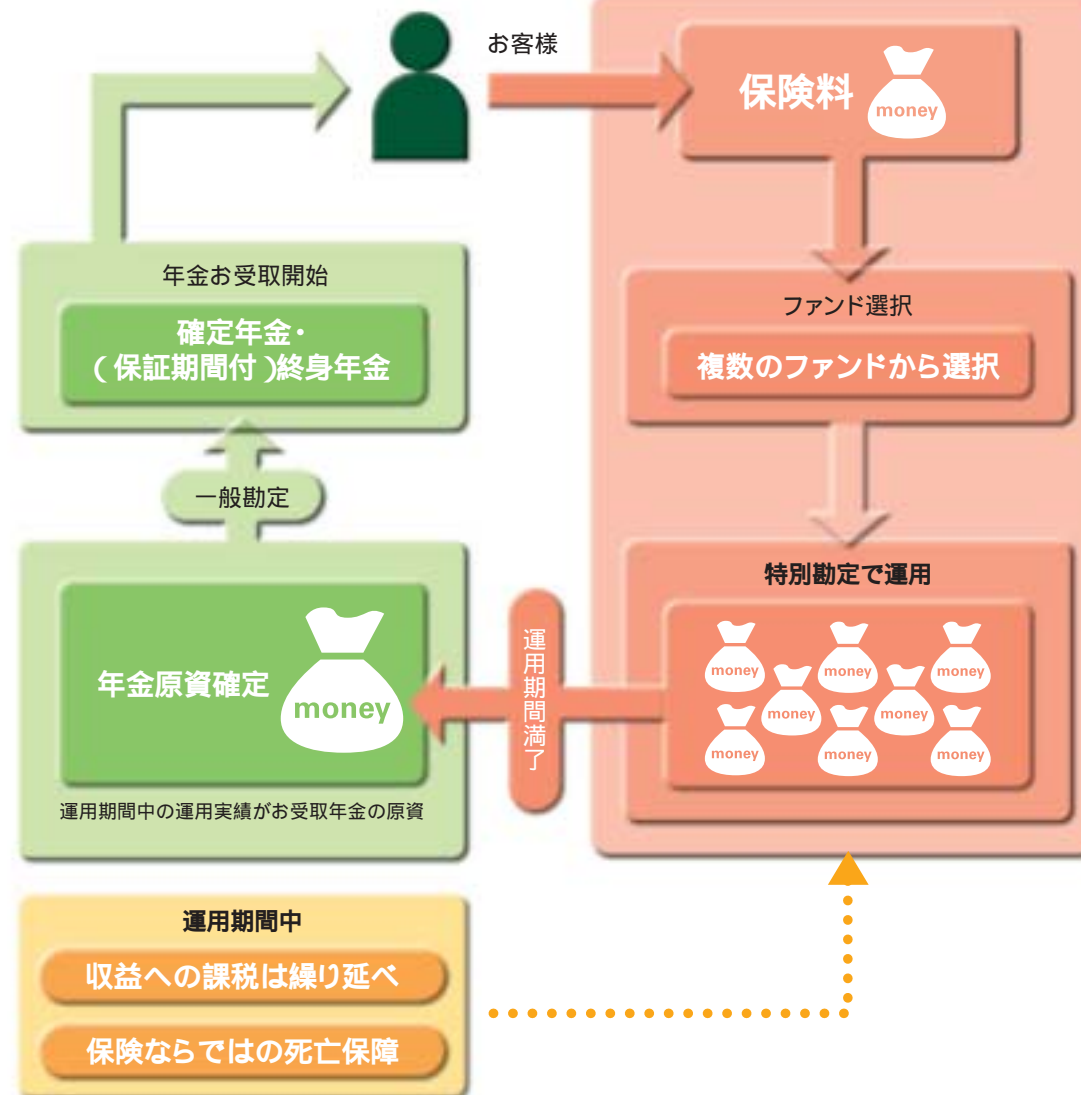 お客様
保険料
money
ファンド選択
複数のファンドから選択
特別勘定で運用
money
money
money
money
money
money
money
money
運用期間満了
年金原資確定
money
運用期間中の運用実績がお受取年金の原資
一般勘定
年金お受取開始
確定年金・
(保証期間付)終身年金
運用期間中
収益への課税は繰り延べ
保険ならではの死亡保障